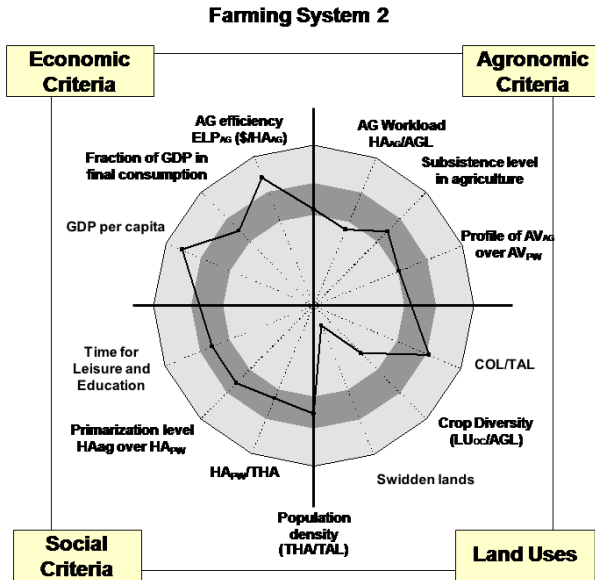 Farming System 2
Economic
Criteria
Agronomic
Criteria
AG efficiency
ELPAG ($/HAAG)
AG Workload
HAAG/AGL
Fraction of GDP in
final consumption
Subsistence level
in agriculture
GDP per capita
Profile of AVAG
over AVPW
Time for
Leisure and
Education
COL/TAL
Primarization level
HAag over HAPW
Crop Diversity
(LUOC/AGL)
HAPW/THA
Swidden lands
Population
density
(THA/TAL)
Social
Criteria
Land Uses